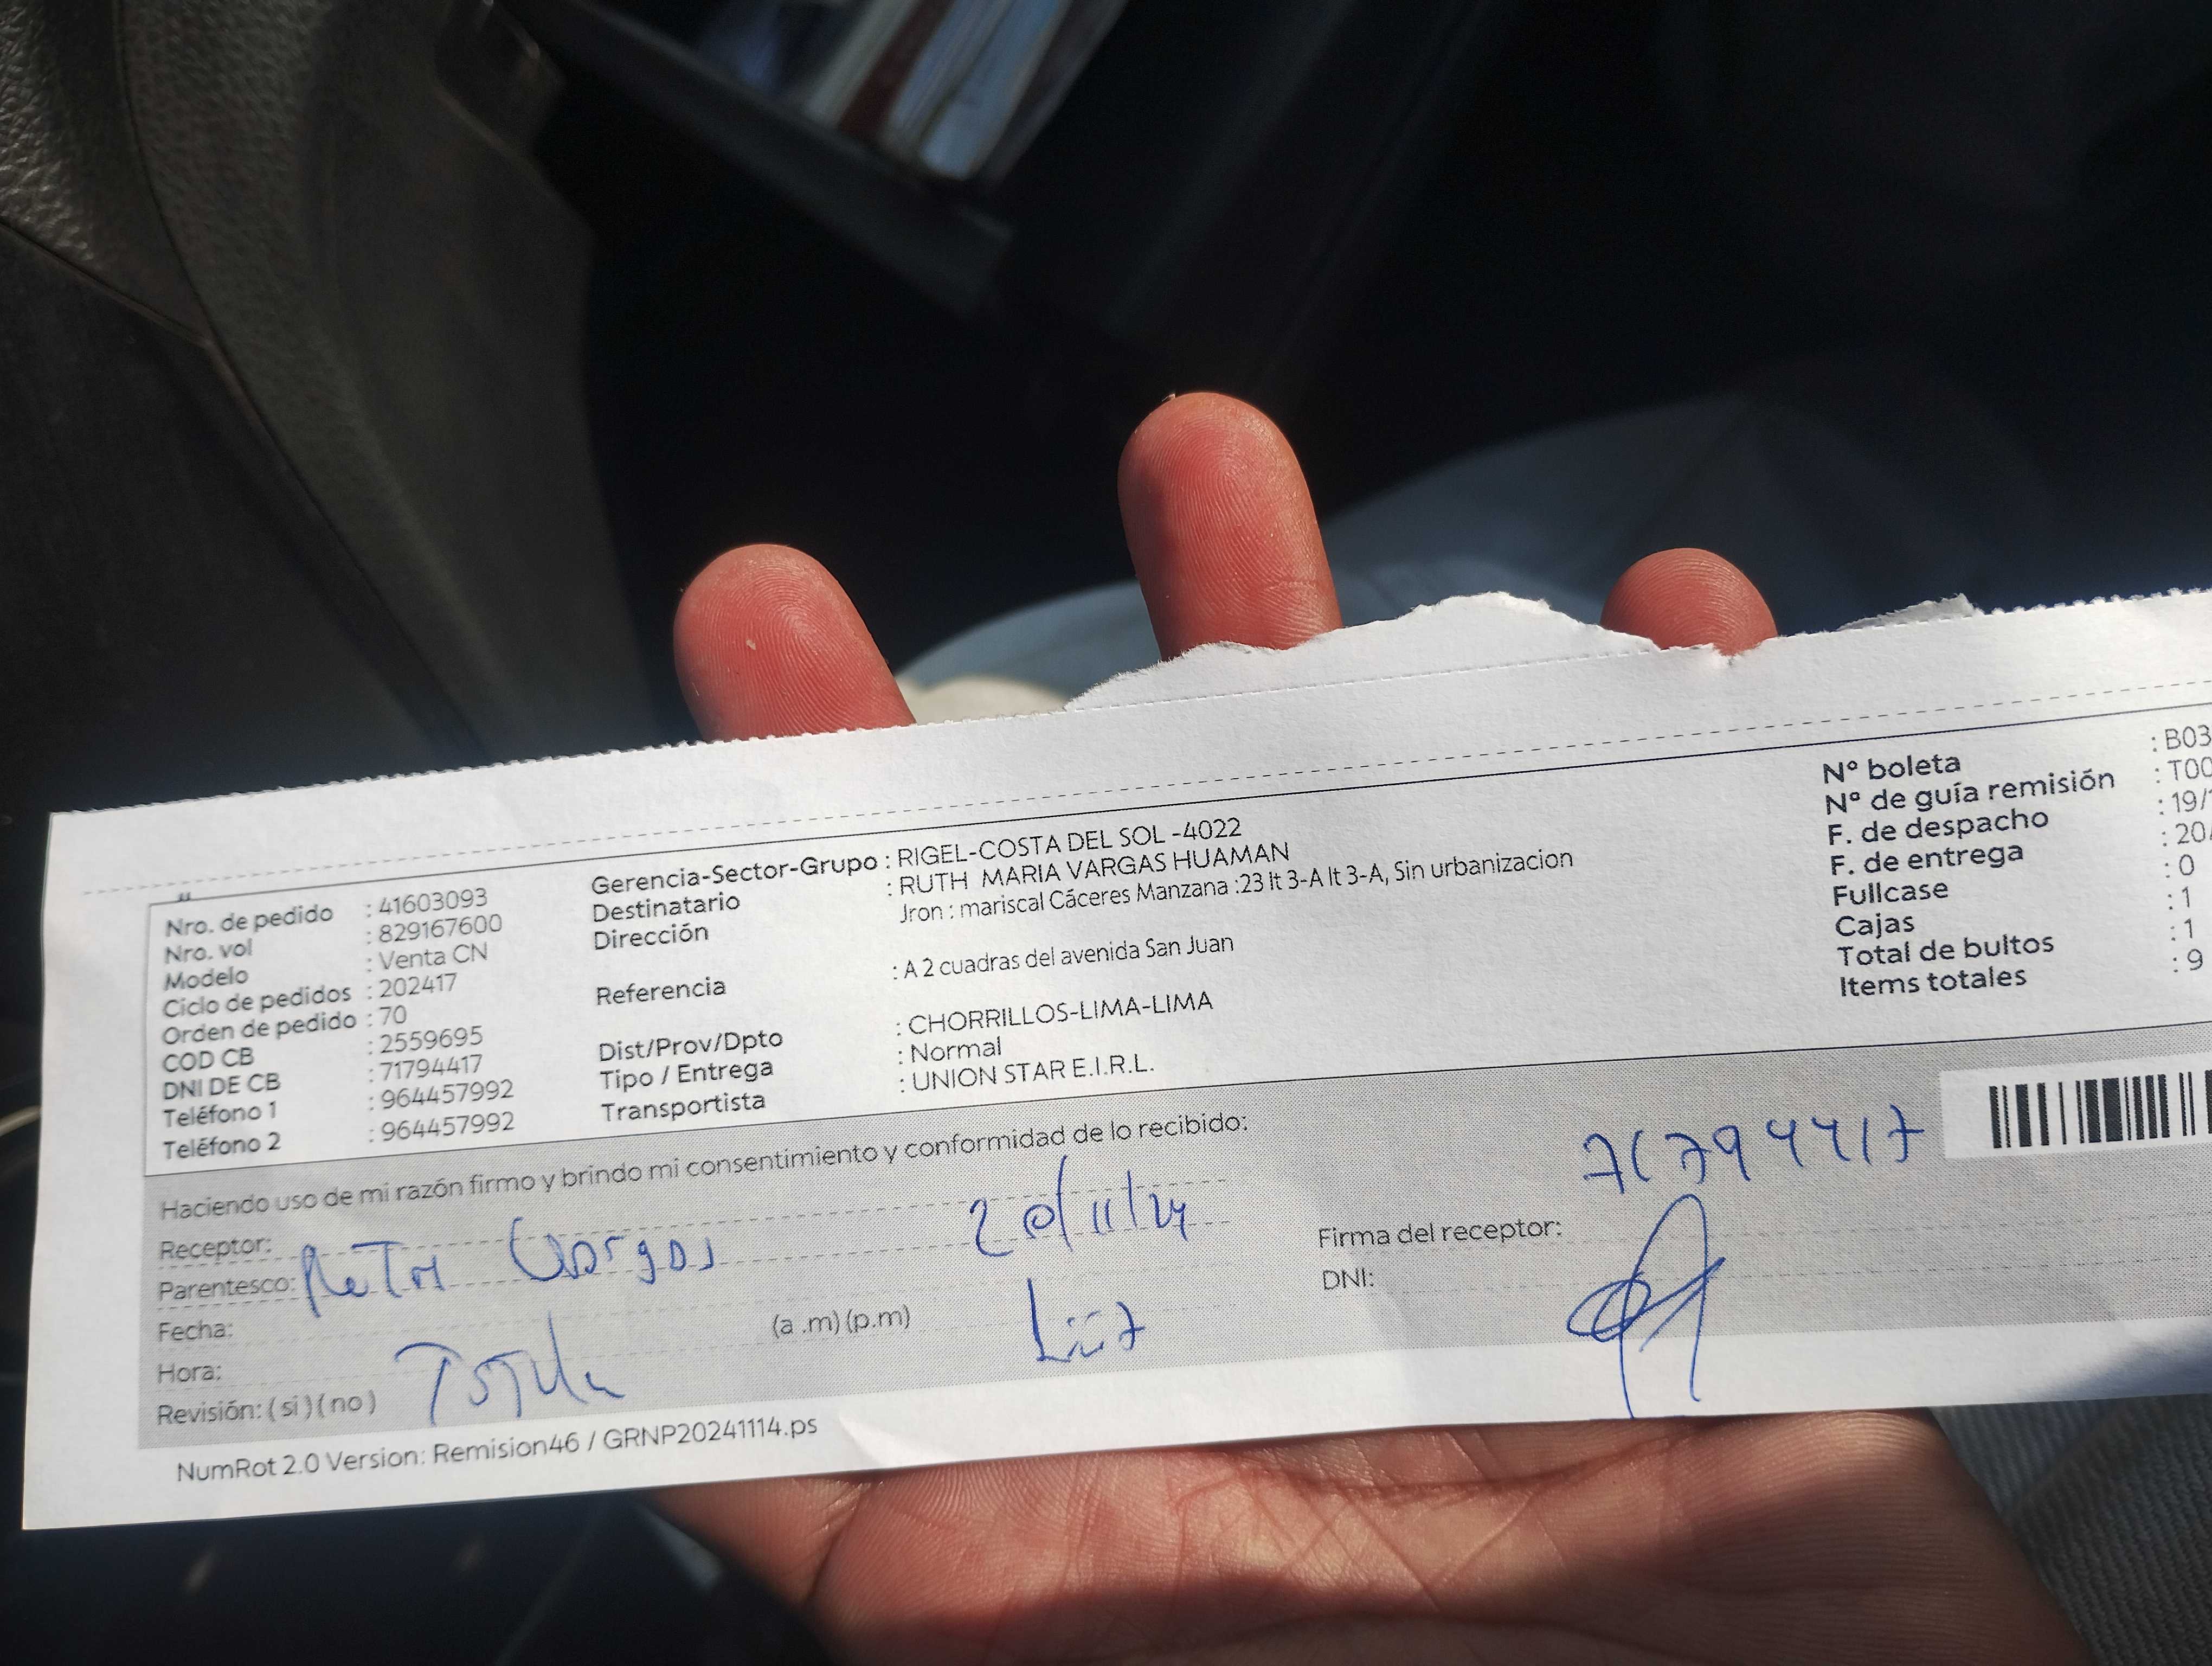 Nro. de pedido : 41603093
Nro. vol : 829167600
Modelo : Venta CN
Ciclo de pedidos : 202417
Orden de pedido : 70
COD CB : 2559695
DNI DE CB : 71794417
Teléfono 1 : 964457992
Teléfono 2 : 964457992
Gerencia-Sector-Grupo : RIGEL-COSTA DEL SOL -4022
Destinatario : RUTH MARIA VARGAS HUAMAN
Dirección Jron : mariscal Cáceres Manzana :23 lt 3-A lt 3-A, Sin urbanizacion
Referencia : A 2 cuadras del avenida San Juan
Dist/Prov/Dpto : CHORRILLOS-LIMA-LIMA
Tipo / Entrega : Normal
Transportista : UNION STAR E.I.R.L.
Nº boleta : B03
Nº de guía remisión : T00
F. de despacho : 19/
F. de entrega : 20/
Fullcase : 0
Cajas : 1
Total de bultos : 1
Items totales : 9
Haciendo uso de mi razón firmo y brindo mi consentimiento y conformidad de lo recibido:
71794417
Receptor:
20/11/24
Parentesco: Vargas
Firma del receptor:
Fecha:
DNI:
Hora: (a .m) (p.m)
Revisión: ( si ) ( no )
NumRot 2.0 Version: Remision46 / GRNP20241114.ps